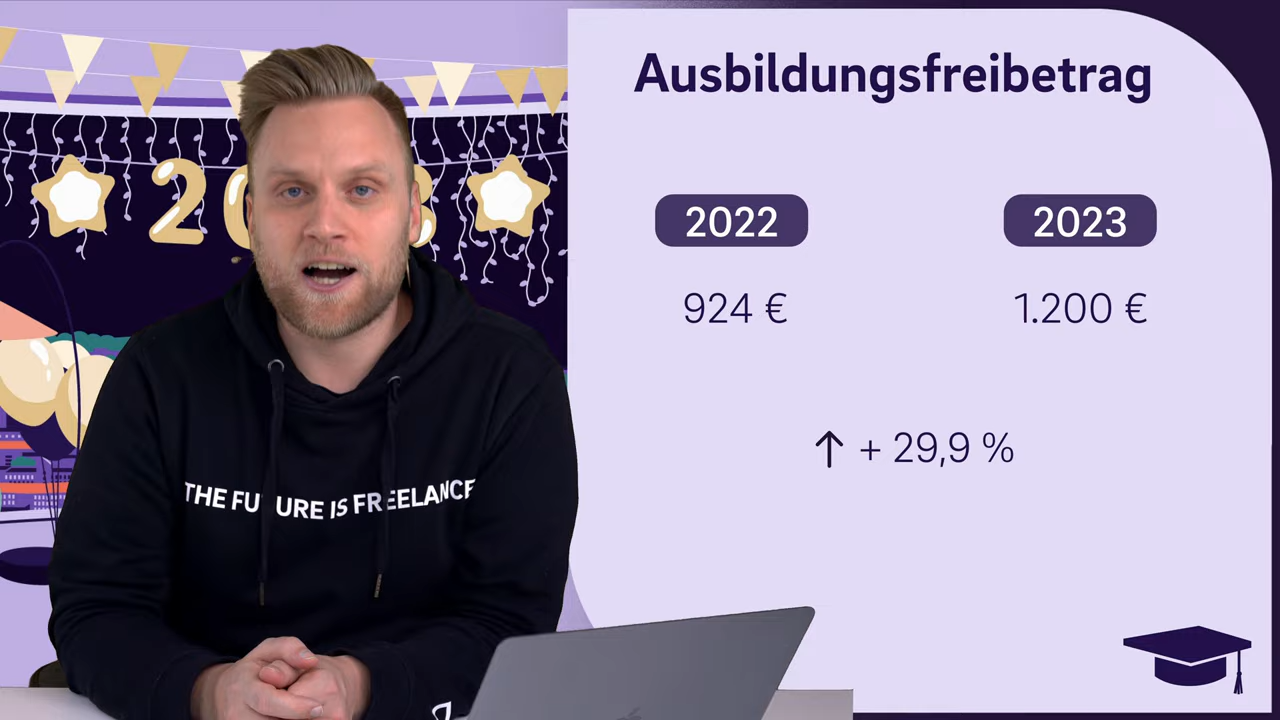 Ausbildungsfreibetrag
2022
2023
924 €
1.200 €
↑ + 29,9 %
THE FUTURE IS FREELANCE